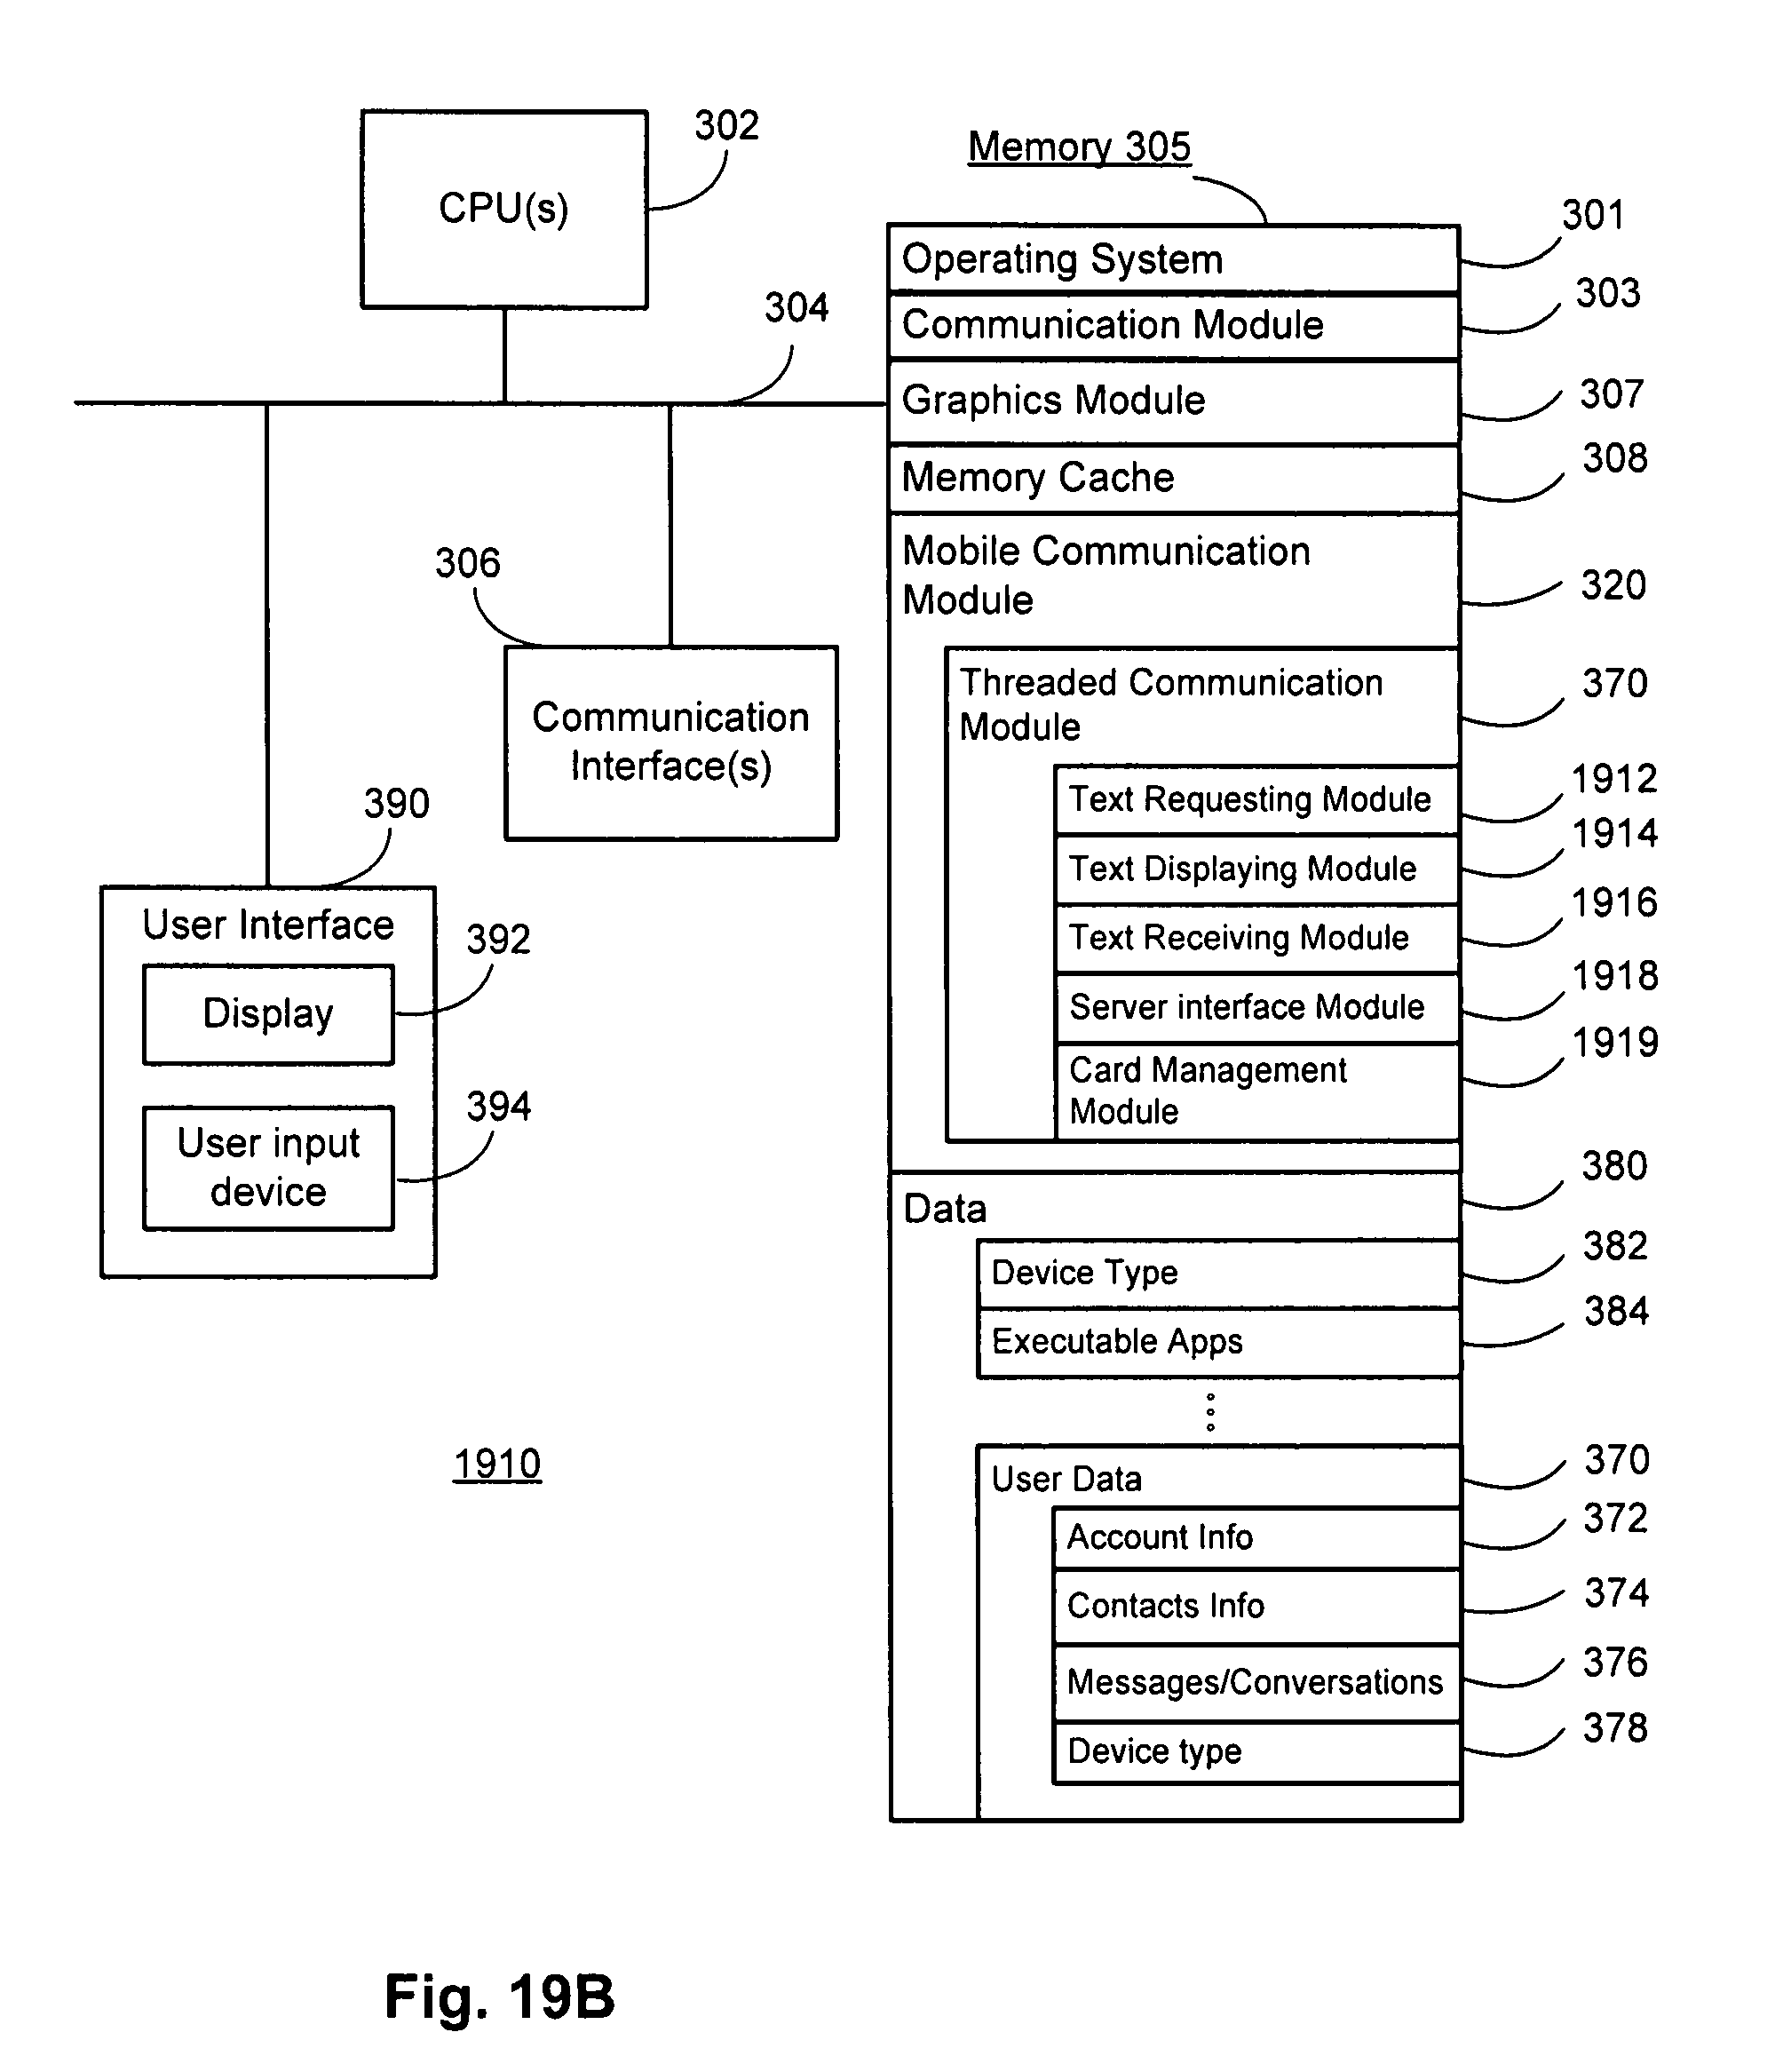 302
CPU(s)
304
306
Communication
Interface(s)
390
User Interface
392
Display
394
User input
device
1910
Memory 305
Operating System
301
Communication Module
303
Graphics Module
307
Memory Cache
308
Mobile Communication
Module
320
Threaded Communication
Module
370
Text Requesting Module
1912
Text Displaying Module
1914
Text Receiving Module
1916
Server interface Module
1918
Card Management
Module
1919
Data
380
Device Type
382
Executable Apps
384
User Data
370
Account Info
372
Contacts Info
374
Messages/Conversations
376
Device type
378
Fig. 19B